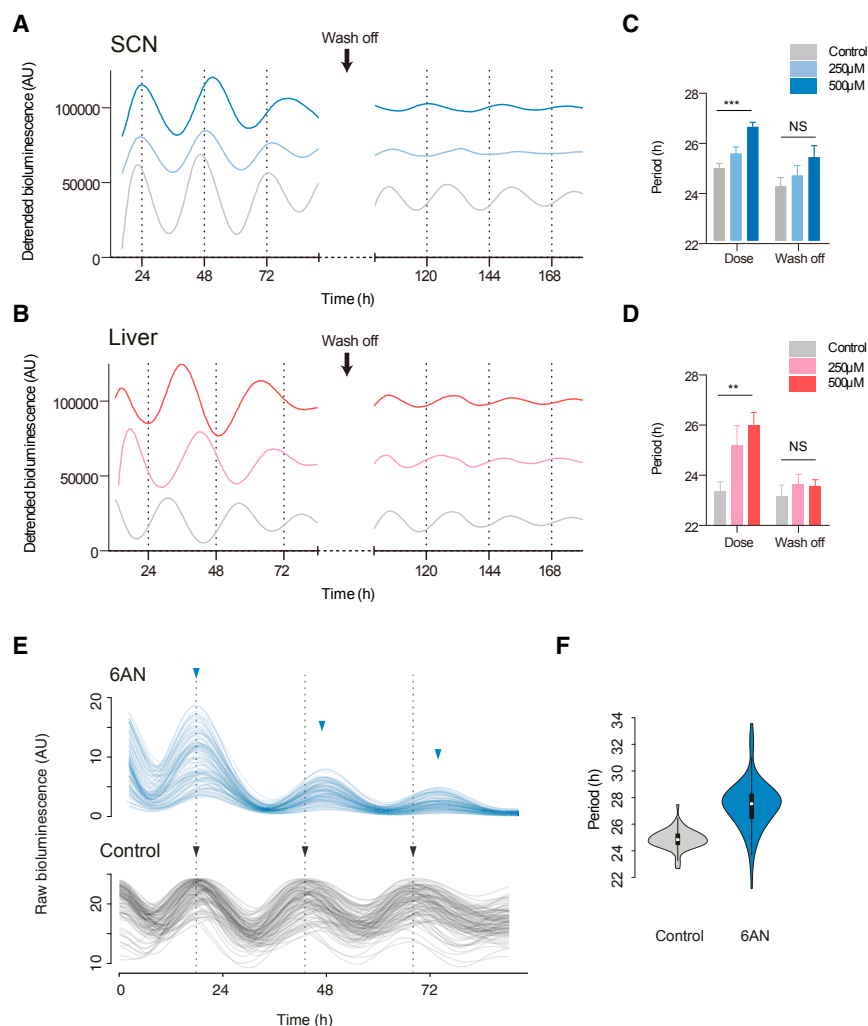 A
SCN
Wash off
Detrended bioluminescence (AU)
100000
50000
0
24 48 72 120 144 168
Time (h)
B
Liver
Wash off
Detrended bioluminescence (AU)
100000
50000
0
24 48 72 120 144 168
Time (h)
C
Control
250µM
500µM
Period (h)
28
26
24
22
***
NS
Dose Wash off
D
Control
250µM
500µM
Period (h)
28
26
24
22
**
NS
Dose Wash off
E
6AN
20
10
0
Raw bioluminescence (AU)
Control
20
10
0 24 48 72
Time (h)
F
Period (h)
34
32
30
28
26
24
22
Control 6AN